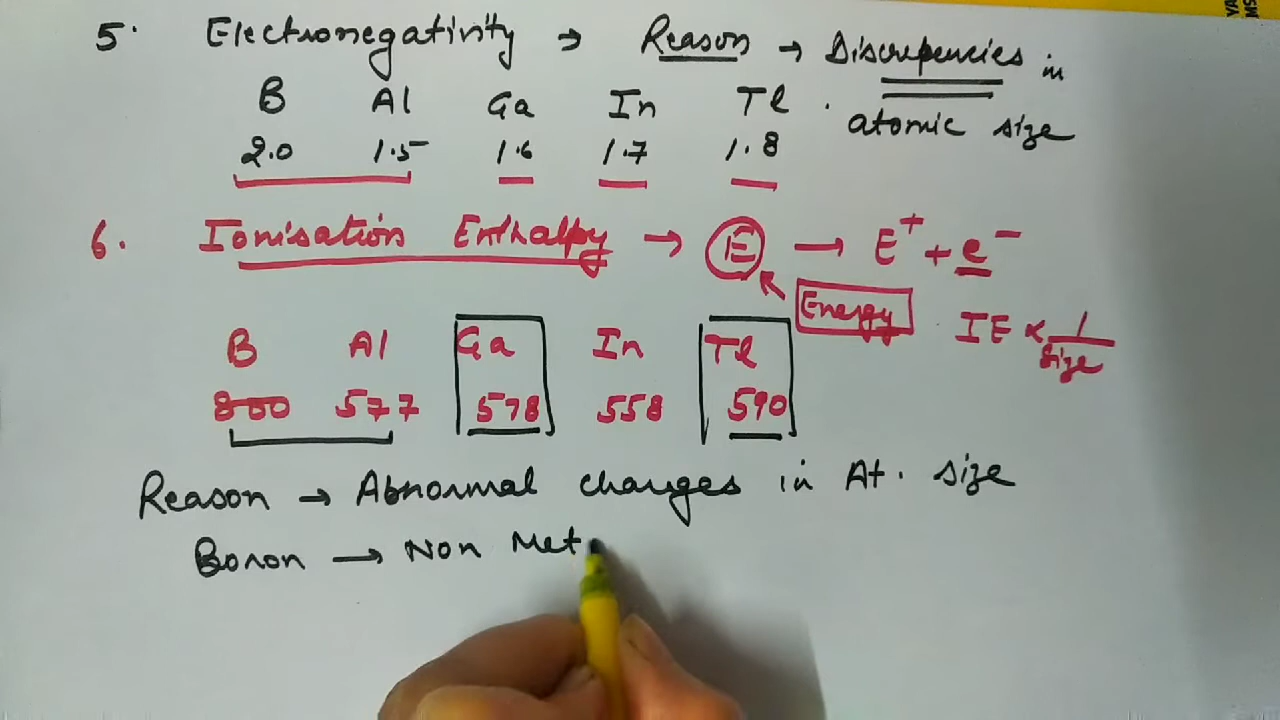 5. Electronegativity → Reason → Discrepencies in
atomic size
B Al Ga In Tl .
2.0 1.5 1.6 1.7 1.8
6. Ionisation Enthalpy → E → E⁺ + e⁻
Energy IE ∝ 1/size
B Al Ga In Tl
800 577 578 558 590
Reason → Abnormal changes in At. size
Boron → Non Met